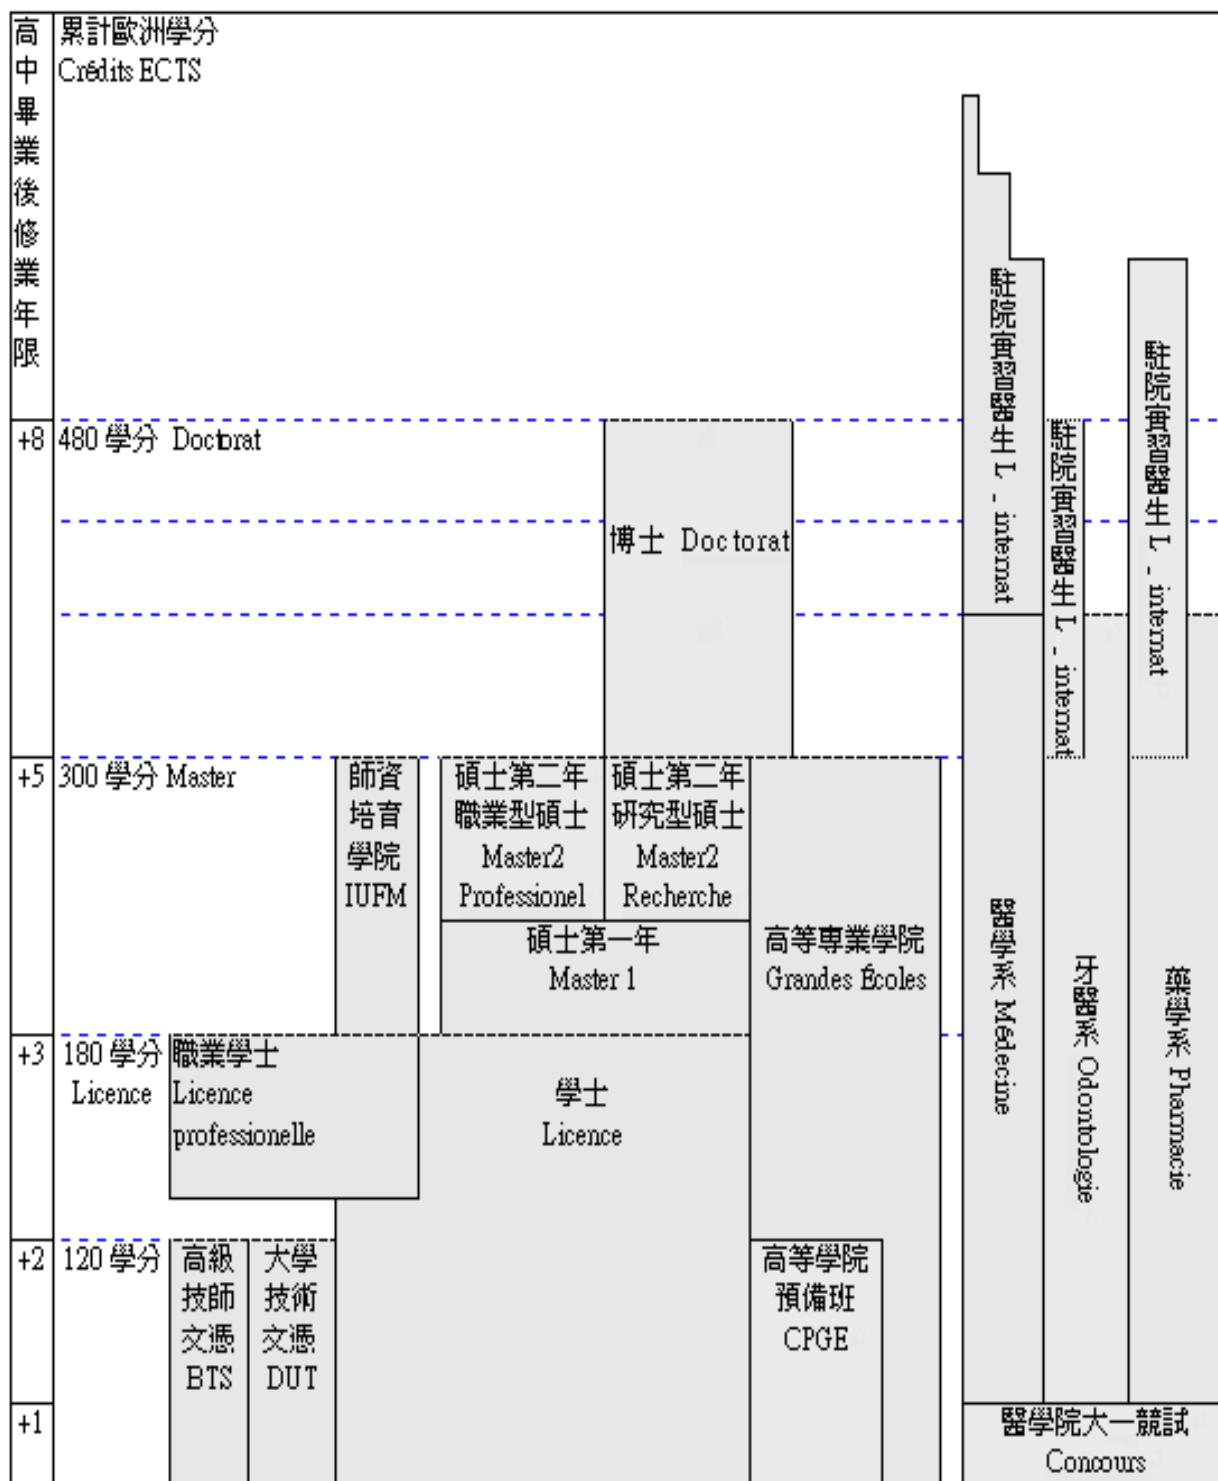 高中畢業後修業年限
累計歐洲學分
Crédits ECTS
駐院實習醫生 L _ internat
駐院實習醫生 L _ internat
駐院實習醫生 L _ internat
+8
480 學分 Doctorat
博士 Doctorat
+5
300 學分 Master
師資
培育
學院
IUFM
碩士第二年
職業型碩士
Master2
Professionel
碩士第二年
研究型碩士
Master2
Recherche
碩士第一年
Master 1
高等專業學院
Grandes Écoles
醫學系 Médecine
牙醫系 Odontologie
藥學系 Pharmacie
+3
180 學分
Licence
職業學士
Licence
professionelle
學士
Licence
+2
120 學分
高級
技師
文憑
BTS
大學
技術
文憑
DUT
高等學院
預備班
CPGE
+1
醫學院大一競試
Concours